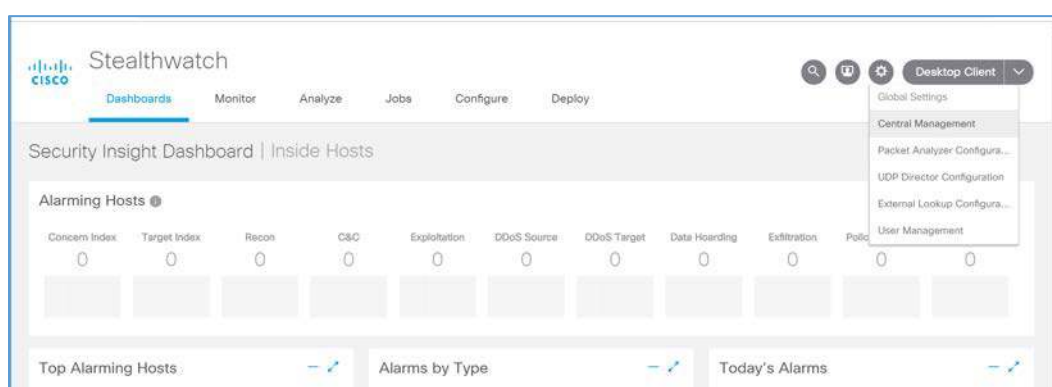 Stealthwatch
CISCO
Desktop Client
Dashboards Monitor Analyze Jobs Configure Deploy
Global Settings
Central Management
Packet Analyzer Configura...
UDP Director Configuration
External Lookup Configura...
User Management
Security Insight Dashboard | Inside Hosts
Alarming Hosts
Concern Index Target Index Recon C&C Exploitation DDoS Source DDoS Target Data Hoarding Exfiltration
0 0 0 0 0 0 0 0 0 0 0
Top Alarming Hosts Alarms by Type Today's Alarms